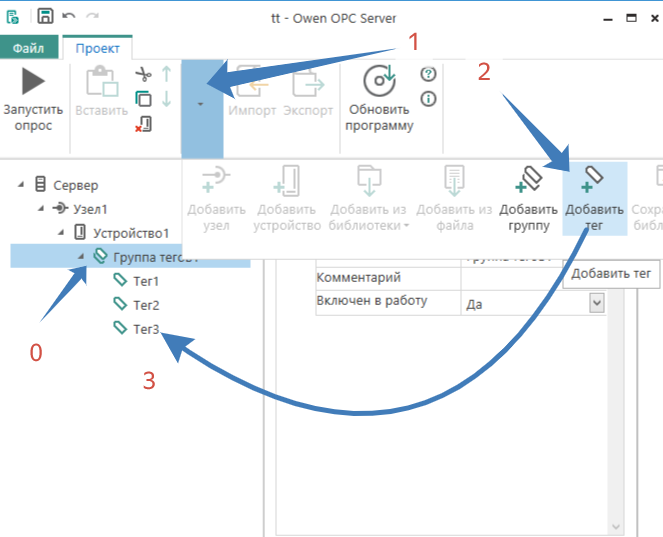 tt - Owen OPC Server
Файл Проект
1
2
Запустить опрос
Вставить
Импорт Экспорт
Обновить программу
Сервер
Узел1
Устройство1
Группа тегов1
Тег1
Тег2
Тег3
0
3
Добавить узел
Добавить устройство
Добавить из библиотеки
Добавить из файла
Добавить группу
Добавить тег
Добавить тег
Комментарий
Включен в работу Да